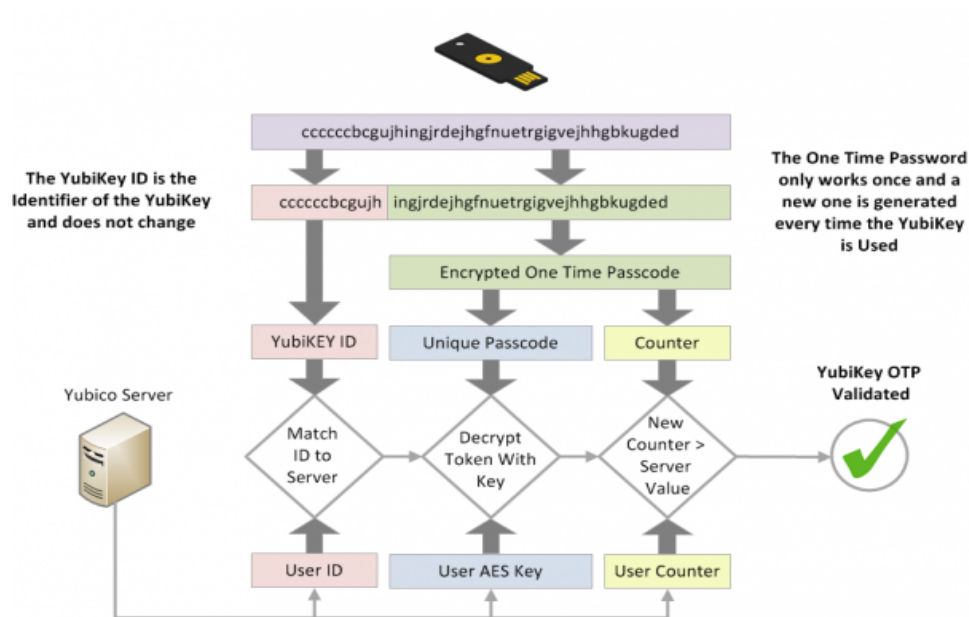 ccccccbcgujhingjrdejhgfnuetrgigvejhhgbkugded
The YubiKey ID is the
Identifier of the YubiKey
and does not change
The One Time Password
only works once and a
new one is generated
every time the YubiKey
is Used
ccccccbcgujh
ingjrdejhgfnuetrgigvejhhgbkugded
Encrypted One Time Passcode
YubiKEY ID
Unique Passcode
Counter
Yubico Server
YubiKey OTP
Validated
Match
ID to
Server
Decrypt
Token With
Key
New
Counter >
Server
Value
User ID
User AES Key
User Counter